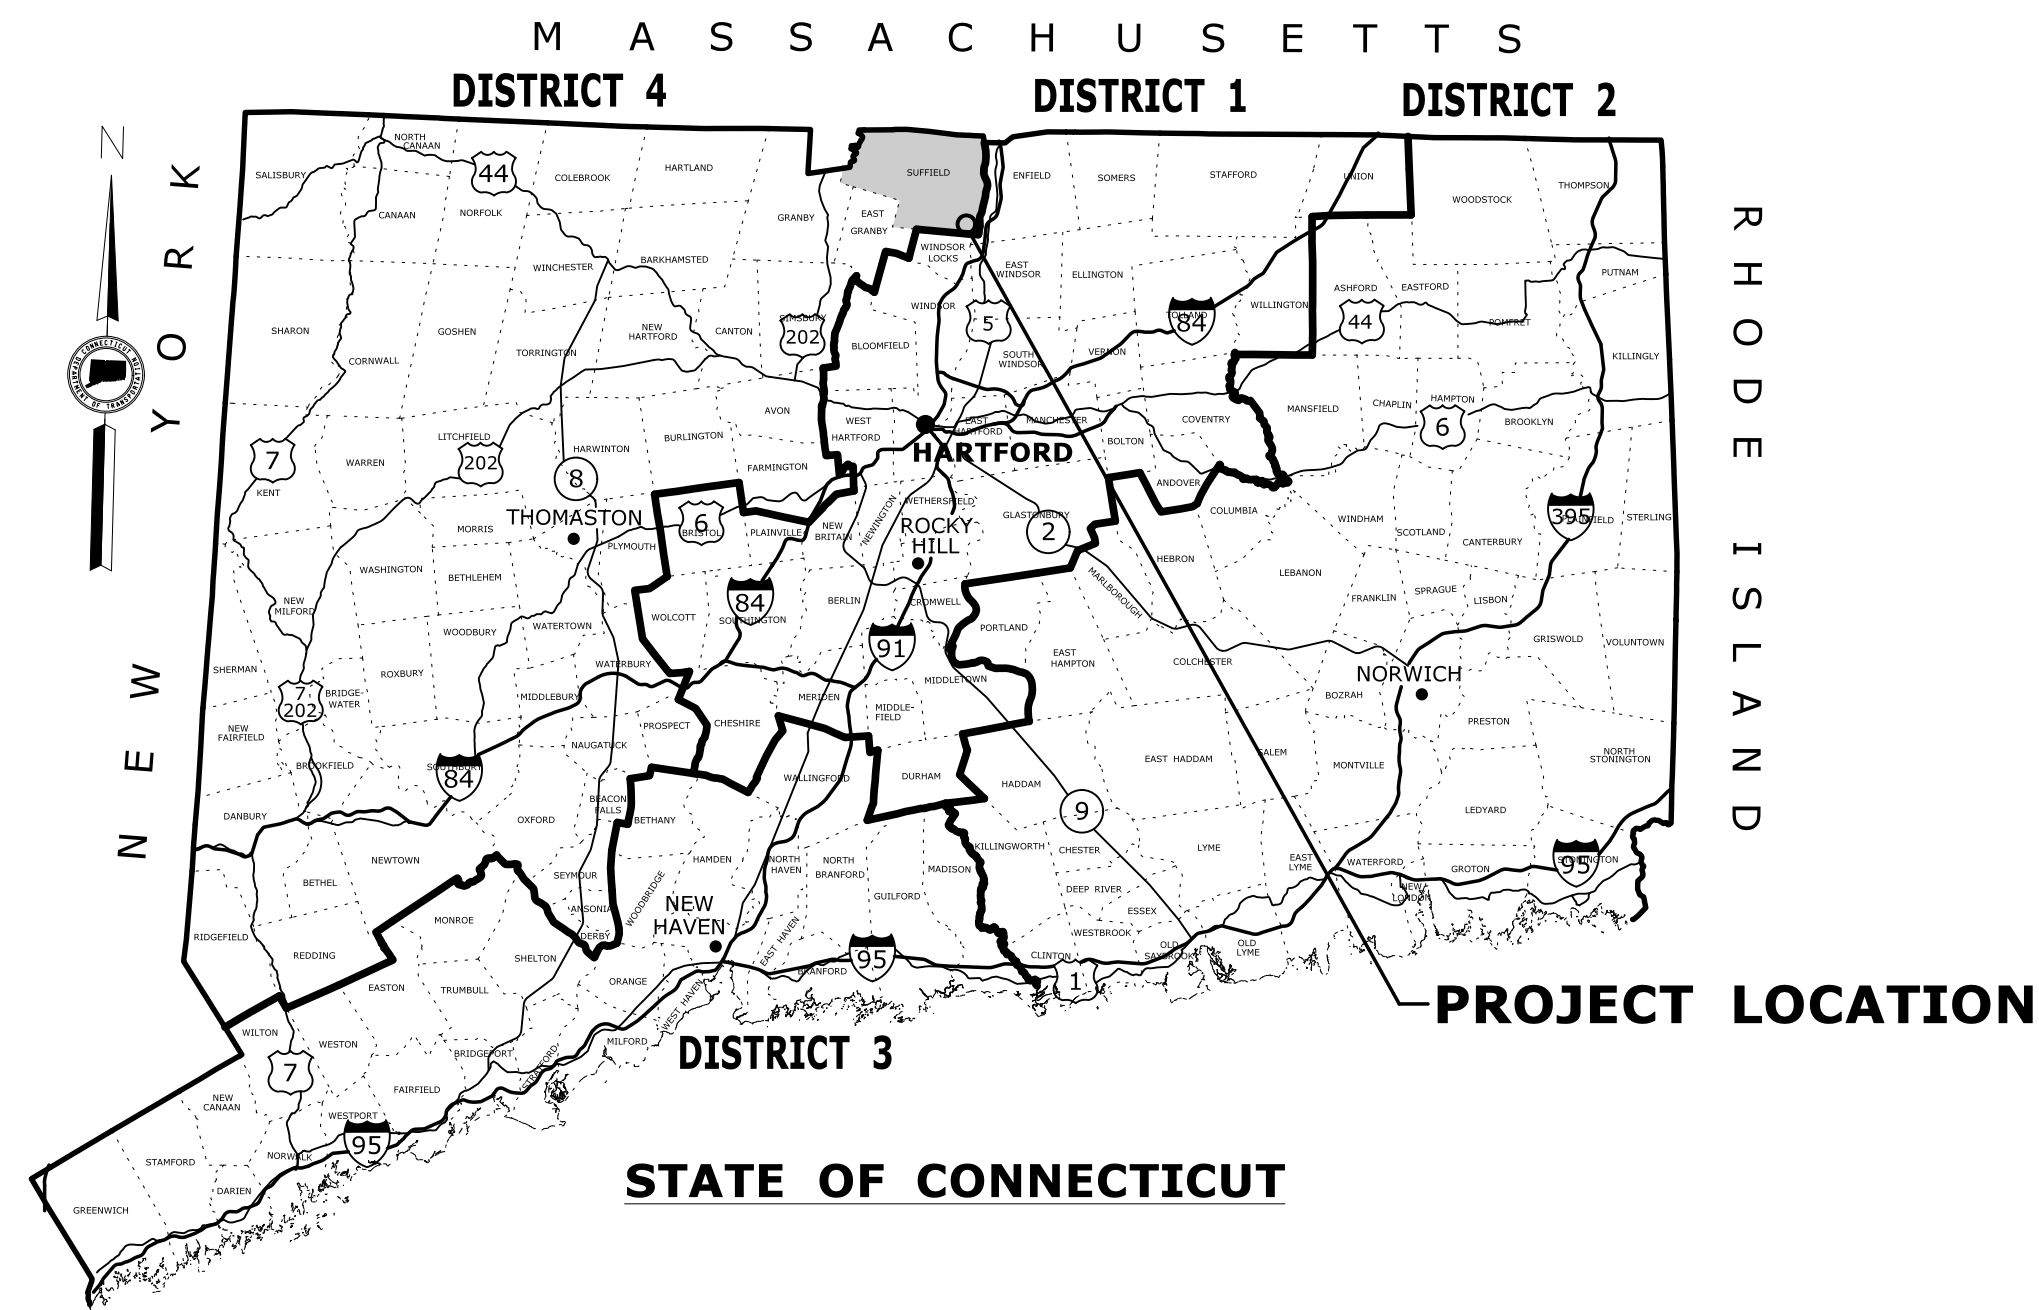 MASSACHUSETTS
DISTRICT 4
DISTRICT 1
DISTRICT 2
N
NEW YORK
RHODE ISLAND
CONNECTICUT
DEPARTMENT OF TRANSPORTATION
NORTH
CANAAN
SALISBURY
44
COLEBROOK
HARTLAND
SUFFIELD
ENFIELD
SOMERS
STAFFORD
UNION
WOODSTOCK
THOMPSON
CANAAN
NORFOLK
GRANBY
EAST
GRANBY
WINDSOR
LOCKS
EAST
WINDSOR
ELLINGTON
WINCHESTER
BARKHAMSTED
WILLINGTON
ASHFORD
EASTFORD
PUTNAM
SHARON
GOSHEN
NEW
HARTFORD
CANTON
SIMSBURY
202
WINDSOR
5
TOLLAND
84
44
POMFRET
TORRINGTON
CORNWALL
BLOOMFIELD
SOUTH
WINDSOR
VERNON
KILLINGLY
AVON
WEST
HARTFORD
EAST
HARTFORD
MANCHESTER
COVENTRY
MANSFIELD
CHAPLIN
HAMPTON
6
BROOKLYN
LITCHFIELD
202
HARWINTON
BURLINGTON
FARMINGTON
HARTFORD
BOLTON
7
KENT
WARREN
8
ANDOVER
THOMASTON
MORRIS
PLYMOUTH
6
BRISTOL
PLAINVILLE
NEW
BRITAIN
NEWINGTON
WETHERSFIELD
ROCKY
HILL
GLASTONBURY
2
COLUMBIA
WINDHAM
SCOTLAND
CANTERBURY
395
PLAINFIELD
STERLING
HEBRON
WASHINGTON
BETHLEHEM
MARLBOROUGH
LEBANON
FRANKLIN
SPRAGUE
LISBON
NEW
MILFORD
WOLCOTT
84
SOUTHINGTON
BERLIN
CROMWELL
WOODBURY
WATERTOWN
91
PORTLAND
GRISWOLD
VOLUNTOWN
SHERMAN
ROXBURY
WATERBURY
EAST
HAMPTON
COLCHESTER
NORWICH
BOZRAH
7
202
BRIDGE-
WATER
MIDDLEBURY
MERIDEN
MIDDLETOWN
MIDDLE-
FIELD
NEW
FAIRFIELD
PROSPECT
CHESHIRE
PRESTON
NAUGATUCK
NORTH
STONINGTON
BROOKFIELD
SOUTHBURY
84
WALLINGFORD
DURHAM
HADDAM
EAST HADDAM
SALEM
MONTVILLE
DANBURY
OXFORD
BEACON
FALLS
BETHANY
9
LEDYARD
NEWTOWN
HAMDEN
NORTH
HAVEN
NORTH
BRANFORD
MADISON
KILLINGWORTH
CHESTER
LYME
EAST
LYME
WATERFORD
GROTON
STONINGTON
95
BETHEL
SEYMOUR
WOODBRIDGE
GUILFORD
DEEP RIVER
NEW
LONDON
ANSONIA
NEW
HAVEN
ESSEX
MONROE
DERBY
EAST HAVEN
WESTBROOK
RIDGEFIELD
REDDING
SHELTON
95
CLINTON
OLD
SAYBROOK
OLD
LYME
BRANFORD
ORANGE
1
EASTON
TRUMBULL
WEST HAVEN
PROJECT LOCATION
WILTON
WESTON
BRIDGEPORT
STRATFORD
MILFORD
DISTRICT 3
7
FAIRFIELD
NEW
CANAAN
WESTPORT
95
NORWALK
STAMFORD
DARIEN
GREENWICH
STATE OF CONNECTICUT